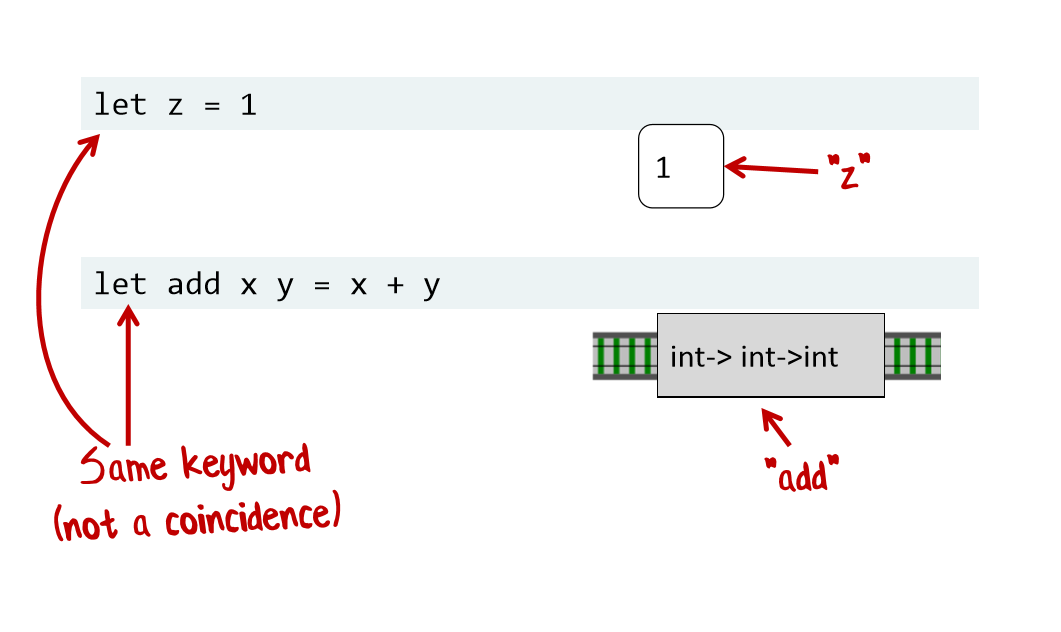 let z = 1
1
"z"
let add x y = x + y
int-> int->int
Same keyword
(not a coincidence)
"add"